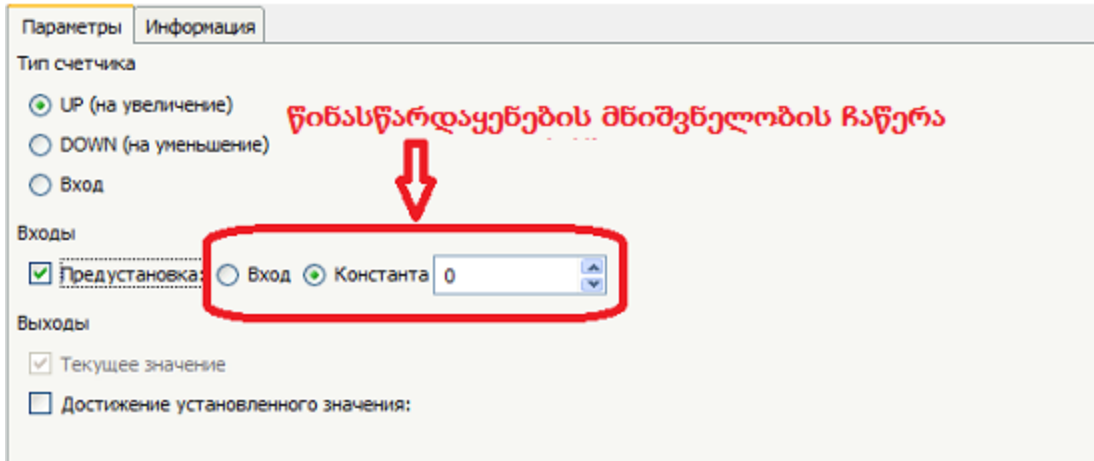 Параметры Информация
Тип счетчика
UP (на увеличение)
წინასწარდაყენების მნიშვნელობის ჩაწერა
DOWN (на уменьшение)
Вход
Входы
Предустановка: Вход Константа 0
Выходы
Текущее значение
Достижение установленного значения: